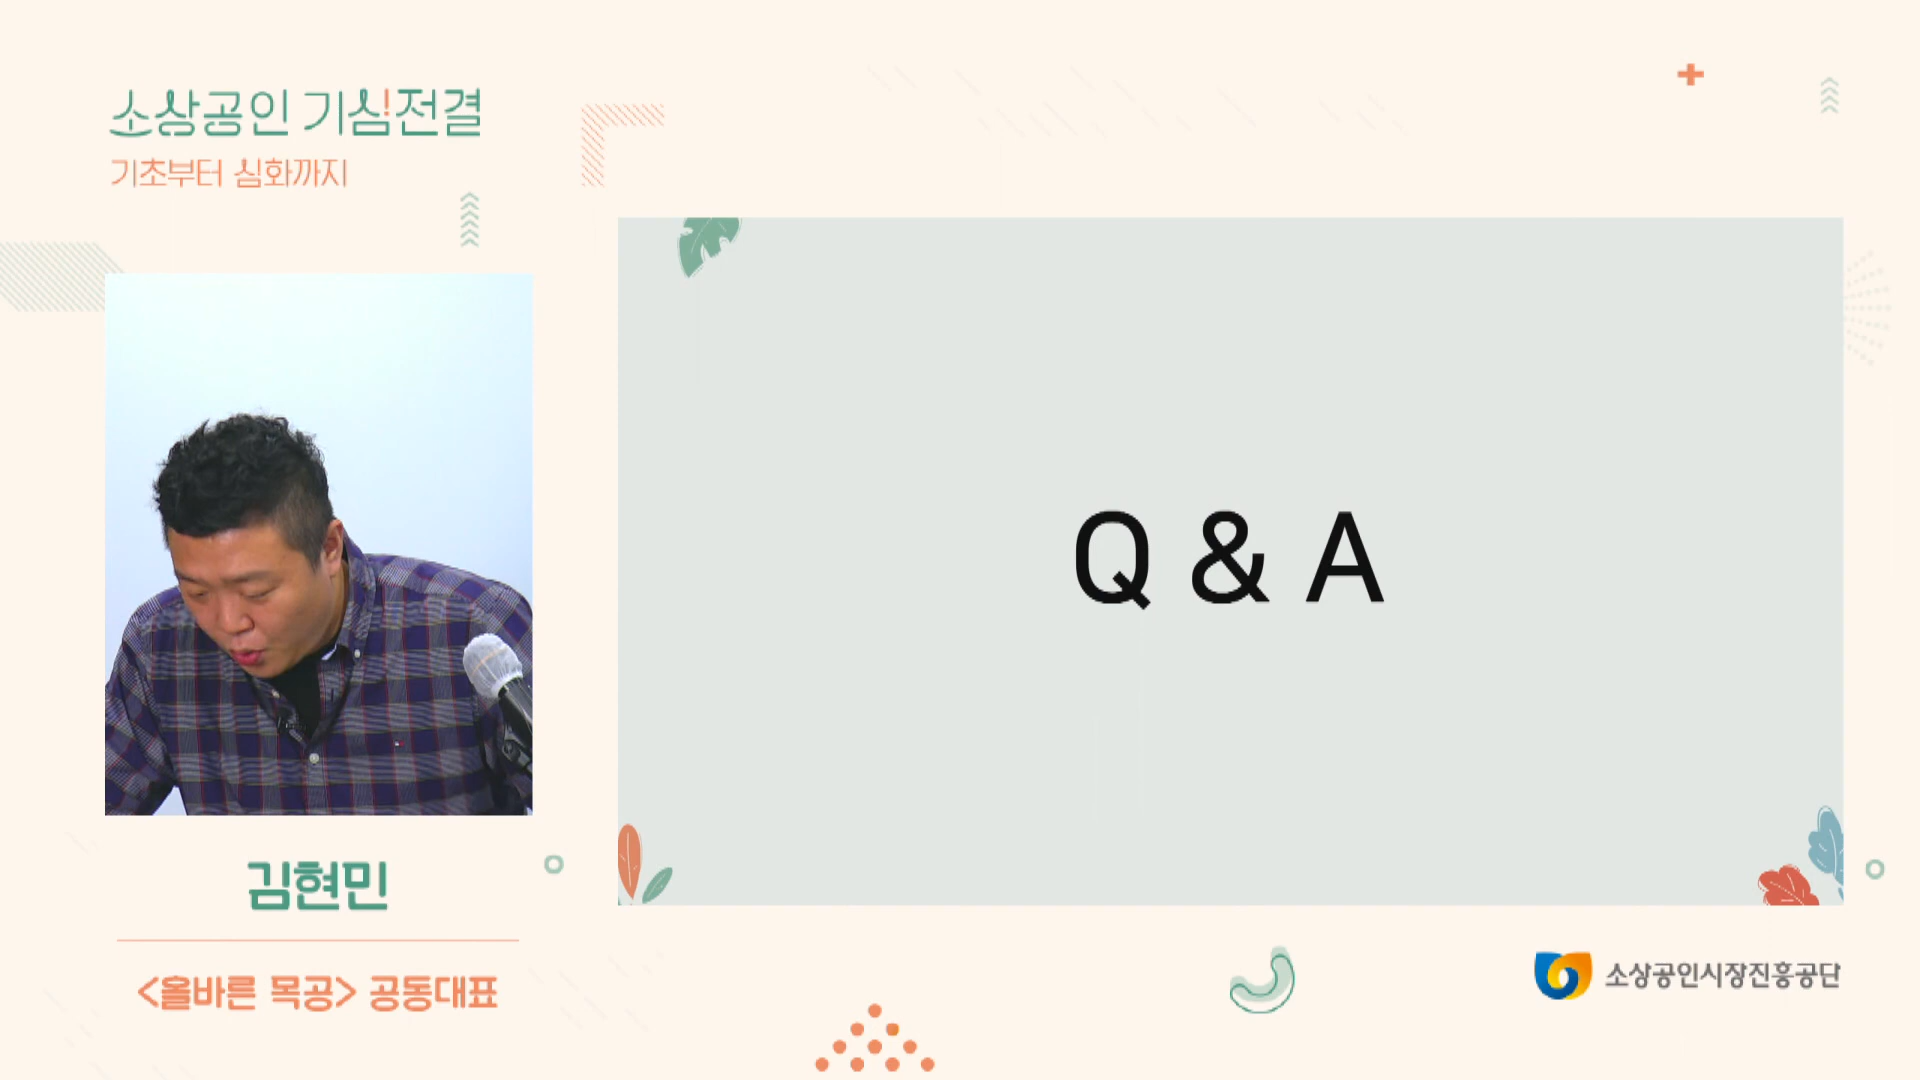 소상공인 기심전결
기초부터 심화까지
Q & A
김현민
<올바른 목공> 공동대표
소상공인시장진흥공단